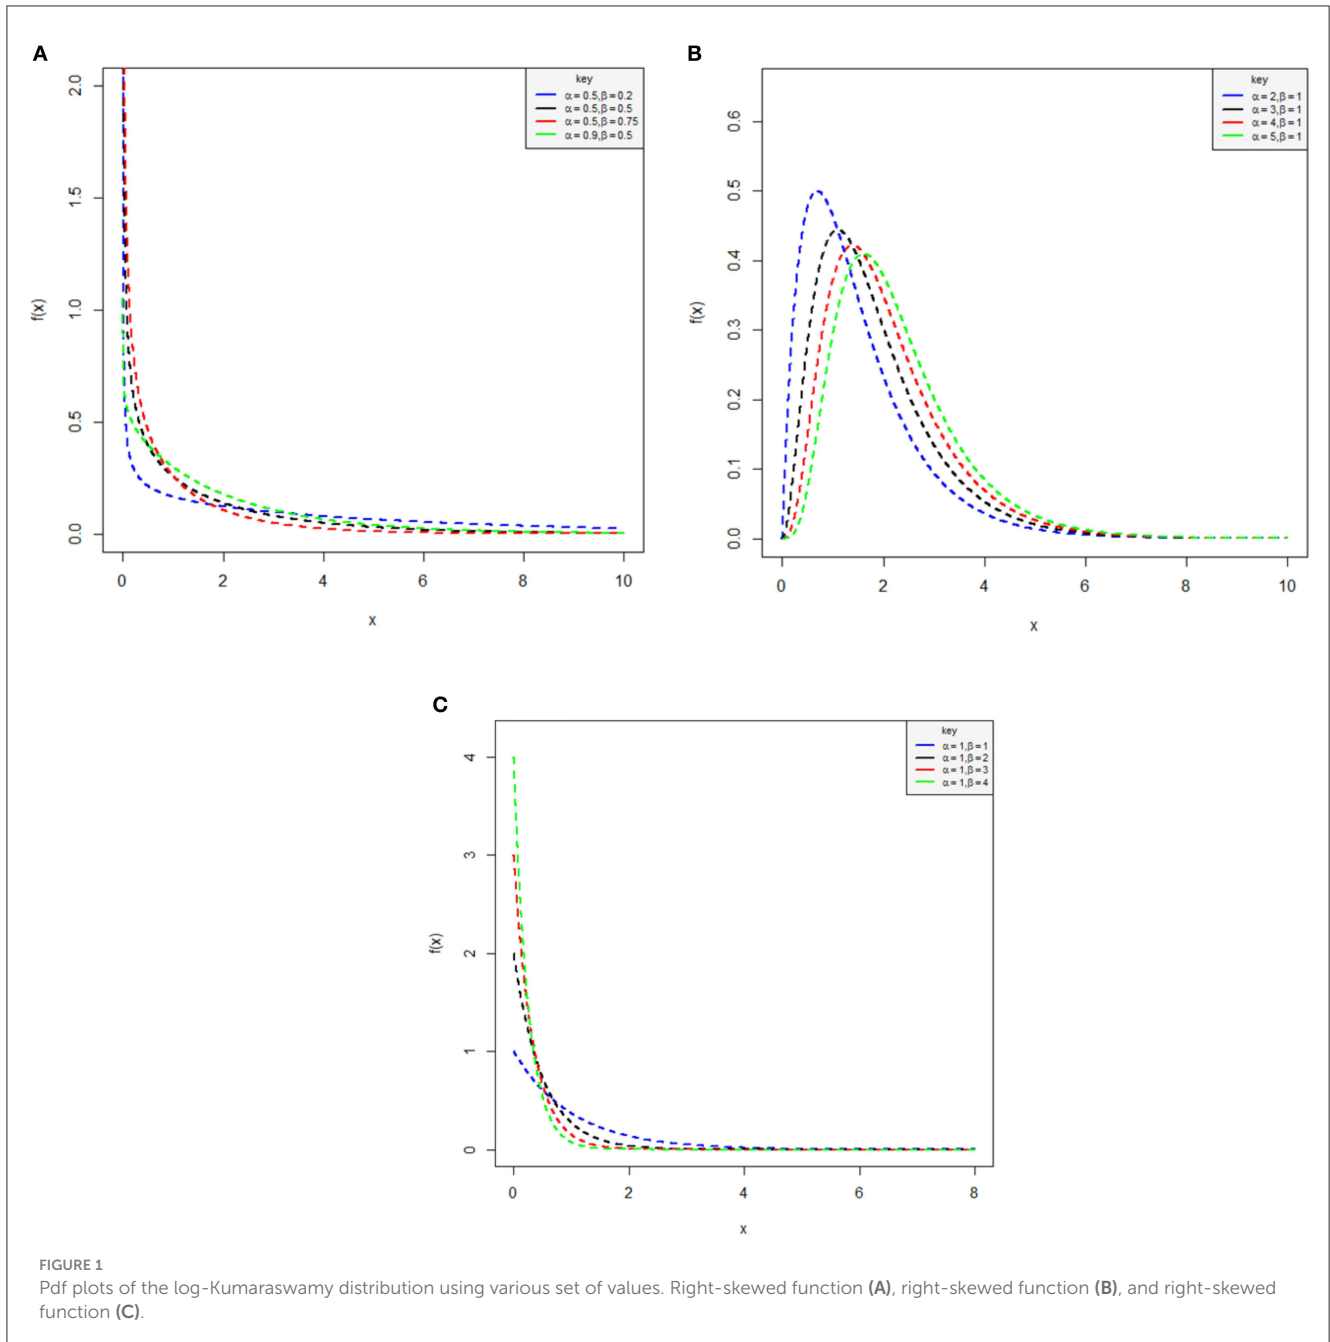 A
key
α = 0.5,β = 0.2
α = 0.5,β = 0.5
α = 0.5,β = 0.75
α = 0.9,β = 0.5
2.0
1.5
1.0
0.5
0.0
f(x)
0 2 4 6 8 10
x
B
key
α = 2,β = 1
α = 3,β = 1
α = 4,β = 1
α = 5,β = 1
0.6
0.5
0.4
0.3
0.2
0.1
0.0
f(x)
0 2 4 6 8 10
x
C
key
α = 1,β = 1
α = 1,β = 2
α = 1,β = 3
α = 1,β = 4
4
3
2
1
0
f(x)
0 2 4 6 8
x
FIGURE 1
Pdf plots of the log-Kumaraswamy distribution using various set of values. Right-skewed function (A), right-skewed function (B), and right-skewed
function (C).